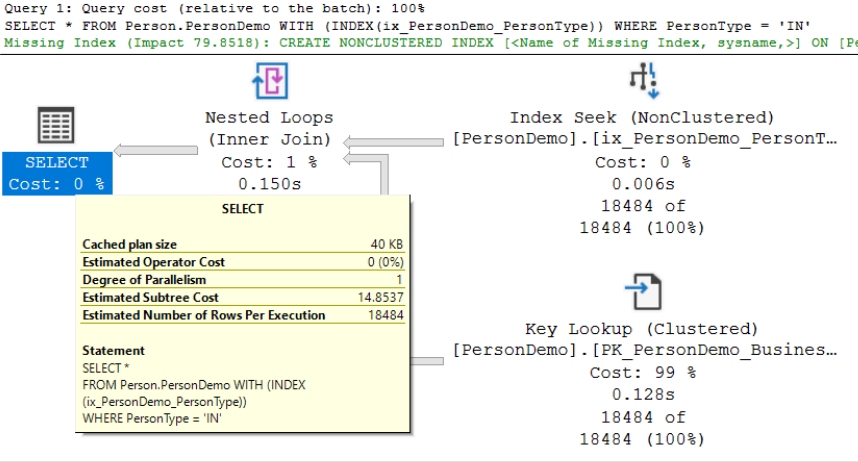 Query 1: Query cost (relative to the batch): 100%
SELECT * FROM Person.PersonDemo WITH (INDEX(ix_PersonDemo_PersonType)) WHERE PersonType = 'IN'
Missing Index (Impact 79.8518): CREATE NONCLUSTERED INDEX [<Name of Missing Index, sysname,>] ON [Pe
SELECT
Cost: 0 %
Nested Loops
(Inner Join)
Cost: 1 %
0.150s
Index Seek (NonClustered)
[PersonDemo].[ix_PersonDemo_PersonT...
Cost: 0 %
0.006s
18484 of
18484 (100%)
SELECT
Cached plan size 40 KB
Estimated Operator Cost 0 (0%)
Degree of Parallelism 1
Estimated Subtree Cost 14.8537
Estimated Number of Rows Per Execution 18484
Statement
SELECT *
FROM Person.PersonDemo WITH (INDEX
(ix_PersonDemo_PersonType))
WHERE PersonType = 'IN'
Key Lookup (Clustered)
[PersonDemo].[PK_PersonDemo_Busines...
Cost: 99 %
0.128s
18484 of
18484 (100%)